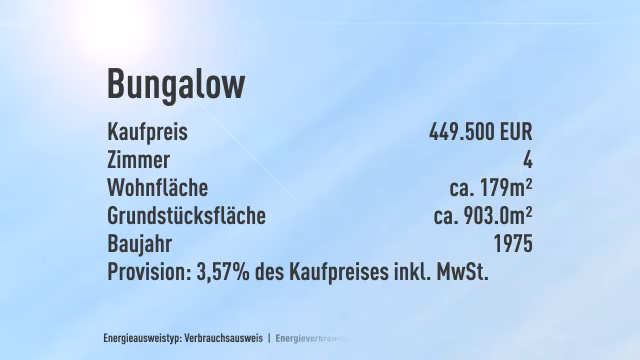 Bungalow
Kaufpreis 449.500 EUR
Zimmer 4
Wohnfläche ca. 179m²
Grundstücksfläche ca. 903.0m²
Baujahr 1975
Provision: 3,57% des Kaufpreises inkl. MwSt.
Energieausweistyp: Verbrauchsausweis |